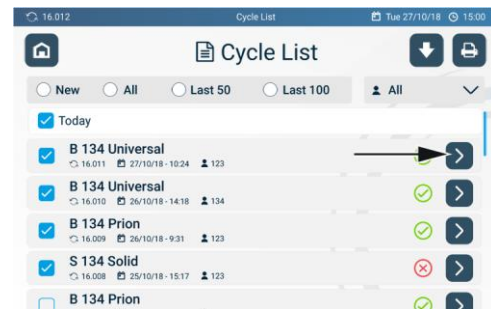 16.012 Cycle List Tue 27/10/18 15:00
Cycle List
New All Last 50 Last 100 All
Today
B 134 Universal
16.011 27/10/18 - 10:24 123
B 134 Universal
16.010 26/10/18 - 14:18 134
B 134 Prion
16.009 26/10/18 - 9:31 123
S 134 Solid
16.008 25/10/18 - 15:17 123
B 134 Prion